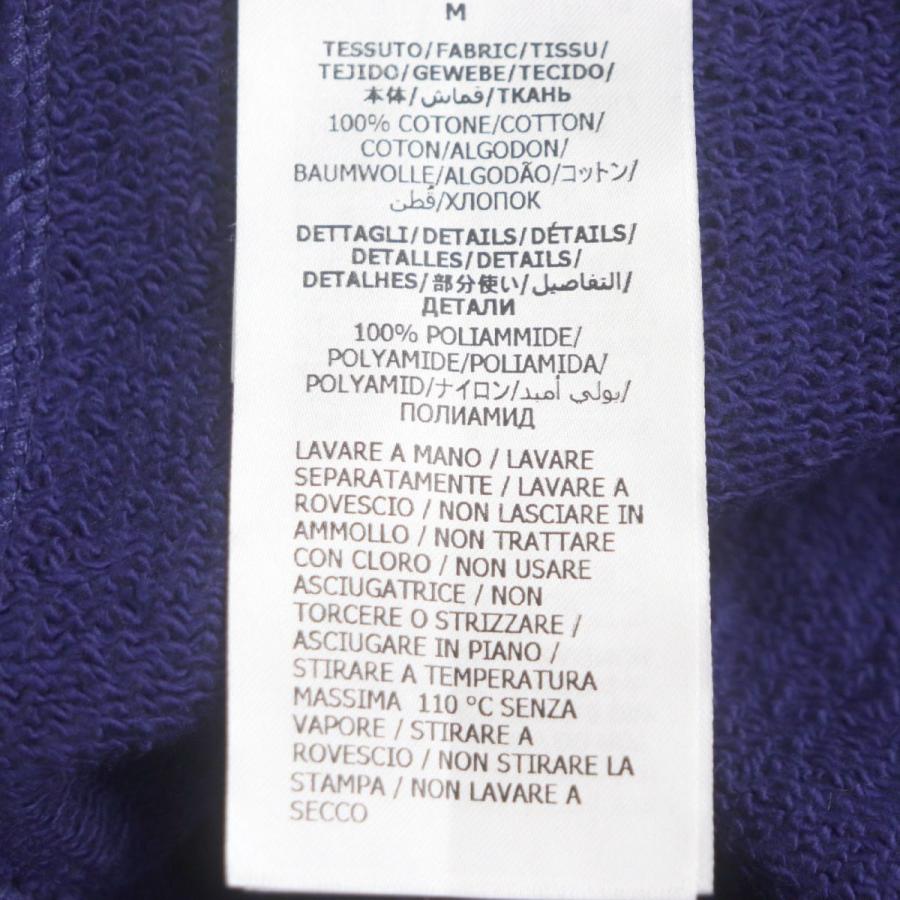 M
TESSUTO/FABRIC/TISSU/
TEJIDO/GEWEBE/TECIDO/
本体/قماش/ТКАНЬ
100% COTONE/COTTON/
COTON/ALGODON/
BAUMWOLLE/ALGODÃO/コットン/
قُطن/ХЛОПОК
DETTAGLI/DETAILS/DÉTAILS/
DETALLES/DETAILS/
DETALHES/部分使い/التفاصيل/
ДЕТАЛИ
100% POLIAMMIDE/
POLYAMIDE/POLIAMIDA/
POLYAMID/ナイロン/بولي أميد/
ПОЛИАМИД
LAVARE A MANO / LAVARE
SEPARATAMENTE / LAVARE A
ROVESCIO / NON LASCIARE IN
AMMOLLO / NON TRATTARE
CON CLORO / NON USARE
ASCIUGATRICE / NON
TORCERE O STRIZZARE /
ASCIUGARE IN PIANO /
STIRARE A TEMPERATURA
MASSIMA 110 °C SENZA
VAPORE / STIRARE A
ROVESCIO / NON STIRARE LA
STAMPA / NON LAVARE A
SECCO